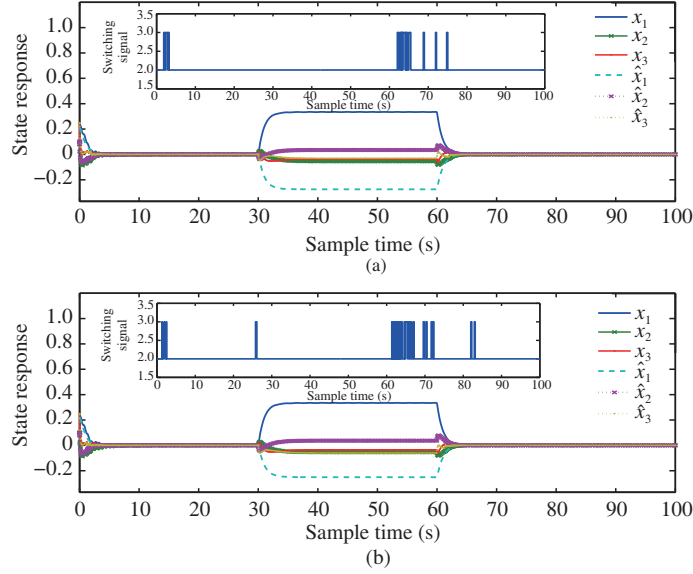 1.0
0.8
0.6
0.4
0.2
0
−0.2
State response
3.5
3.0
2.5
2.0
1.5
Switching
signal
0 10 20 30 40 50 60 70 80 90 100
Sample time (s)
x1
x2
x3
x̂1
x̂2
x̂3
0 10 20 30 40 50 60 70 80 90 100
Sample time (s)
(a)
1.0
0.8
0.6
0.4
0.2
0
−0.2
State response
3.5
3.0
2.5
2.0
1.5
Switching
signal
0 10 20 30 40 50 60 70 80 90 100
Sample time (s)
x1
x2
x3
x̂1
x̂2
x̂3
0 10 20 30 40 50 60 70 80 90 100
Sample time (s)
(b)